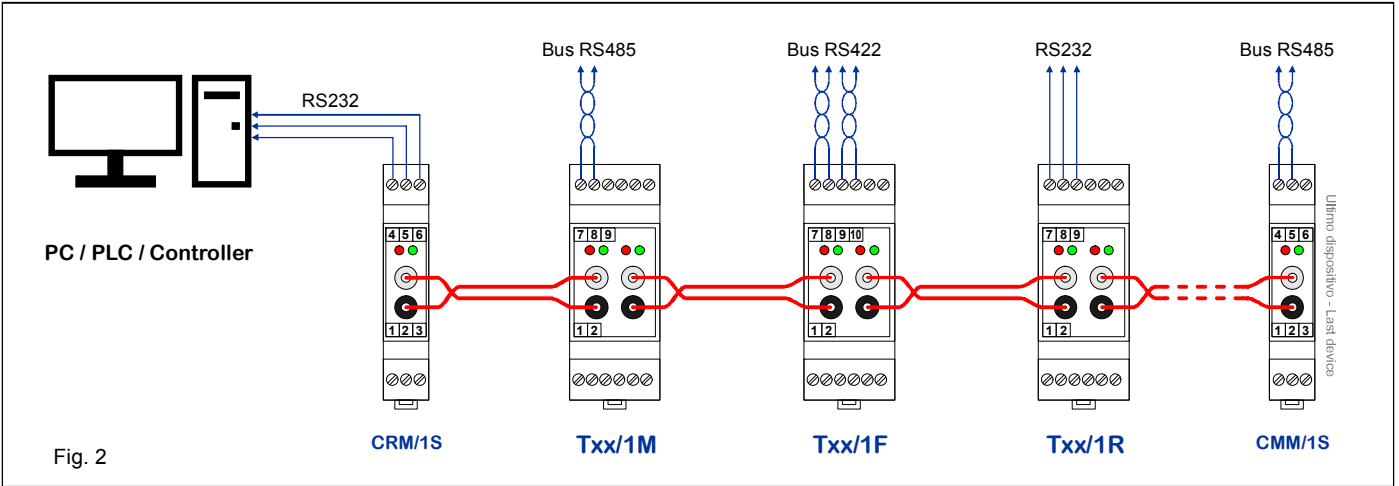 Bus RS485
Bus RS422
RS232
Bus RS485
RS232
PC / PLC / Controller
4 5 6
7 8 9
7 8 9 10
7 8 9
4 5 6
1 2 3
1 2
1 2
1 2
1 2 3
Ultimo dispositivo - Last device
CRM/1S
Txx/1M
Txx/1F
Txx/1R
CMM/1S
Fig. 2